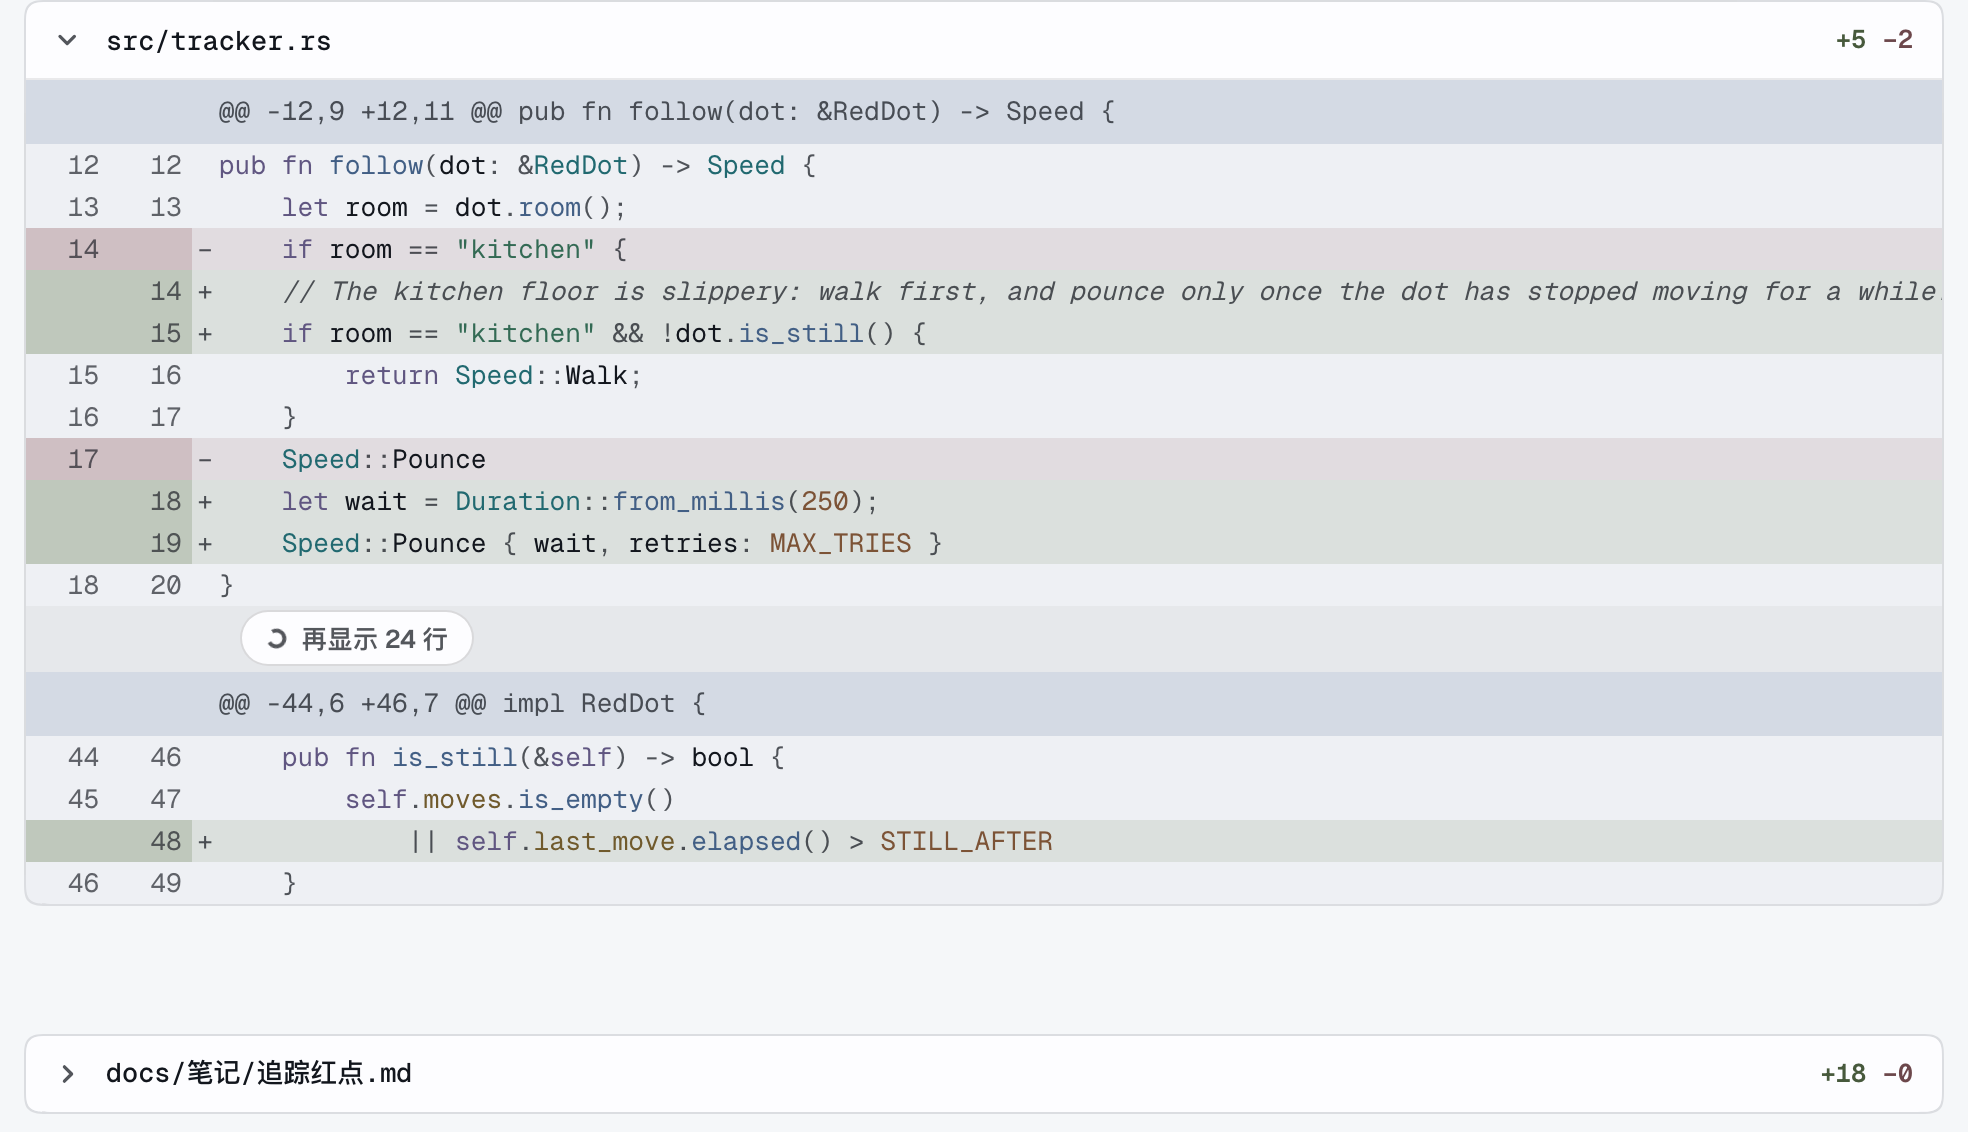 src/tracker.rs +5 −2
@@ -12,9 +12,11 @@ pub fn follow(dot: &RedDot) -> Speed {
12 12 pub fn follow(dot: &RedDot) -> Speed {
13 13 let room = dot.room();
14 − if room == "kitchen" {
14 + // The kitchen floor is slippery: walk first, and pounce only once the dot has stopped moving for a while.
15 + if room == "kitchen" && !dot.is_still() {
15 16 return Speed::Walk;
16 17 }
17 − Speed::Pounce
18 + let wait = Duration::from_millis(250);
19 + Speed::Pounce { wait, retries: MAX_TRIES }
18 20 }
再显示 24 行
@@ -44,6 +46,7 @@ impl RedDot {
44 46 pub fn is_still(&self) -> bool {
45 47 self.moves.is_empty()
48 + || self.last_move.elapsed() > STILL_AFTER
46 49 }
docs/笔记/追踪红点.md +18 −0